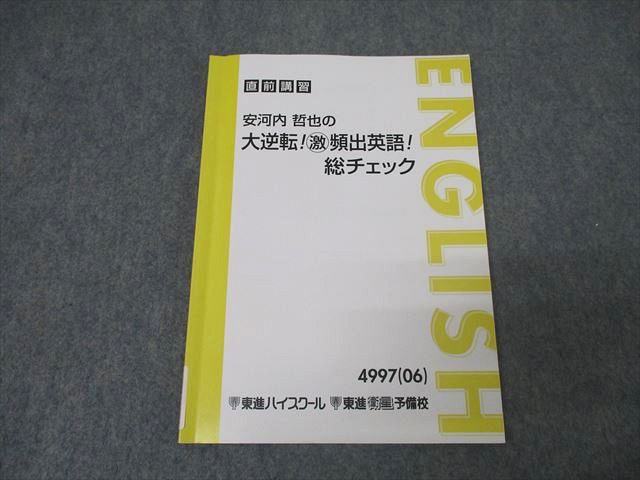 直前講習
安河内 哲也の
大逆転!激頻出英語!
総チェック
ENGLISH
4997(06)
東進ハイスクール 東進衛星予備校